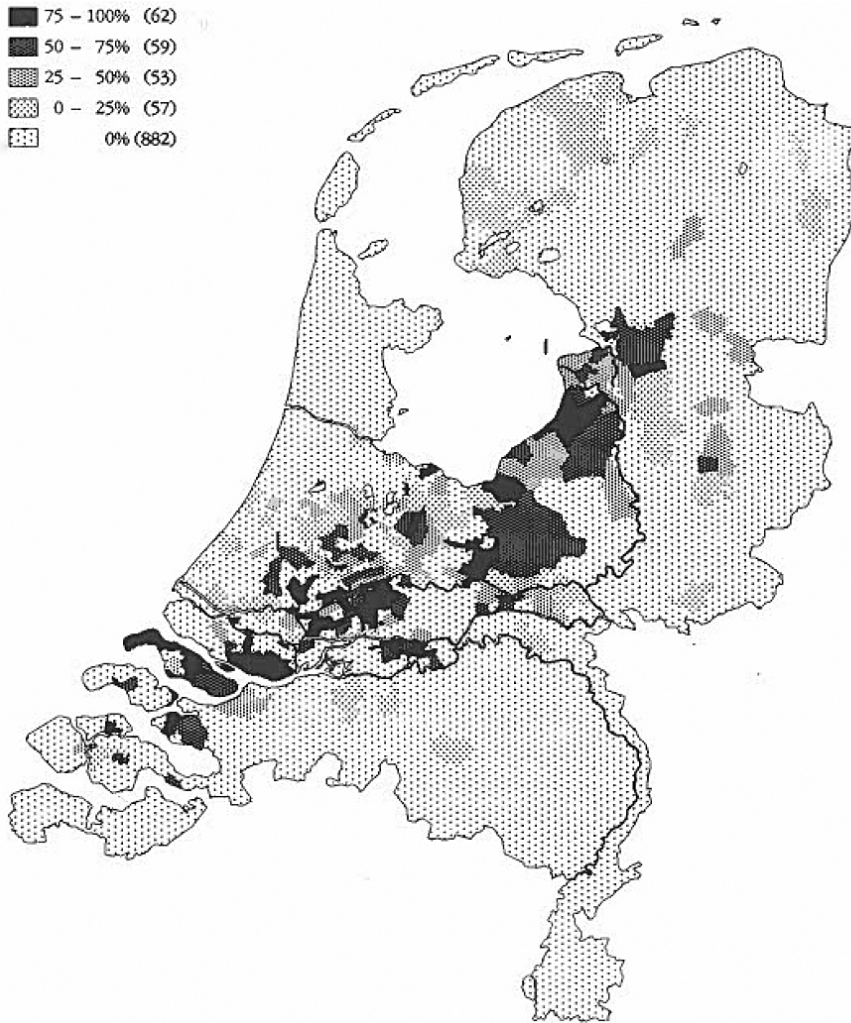 75 – 100% (62)
50 – 75% (59)
25 – 50% (53)
0 – 25% (57)
0% (882)